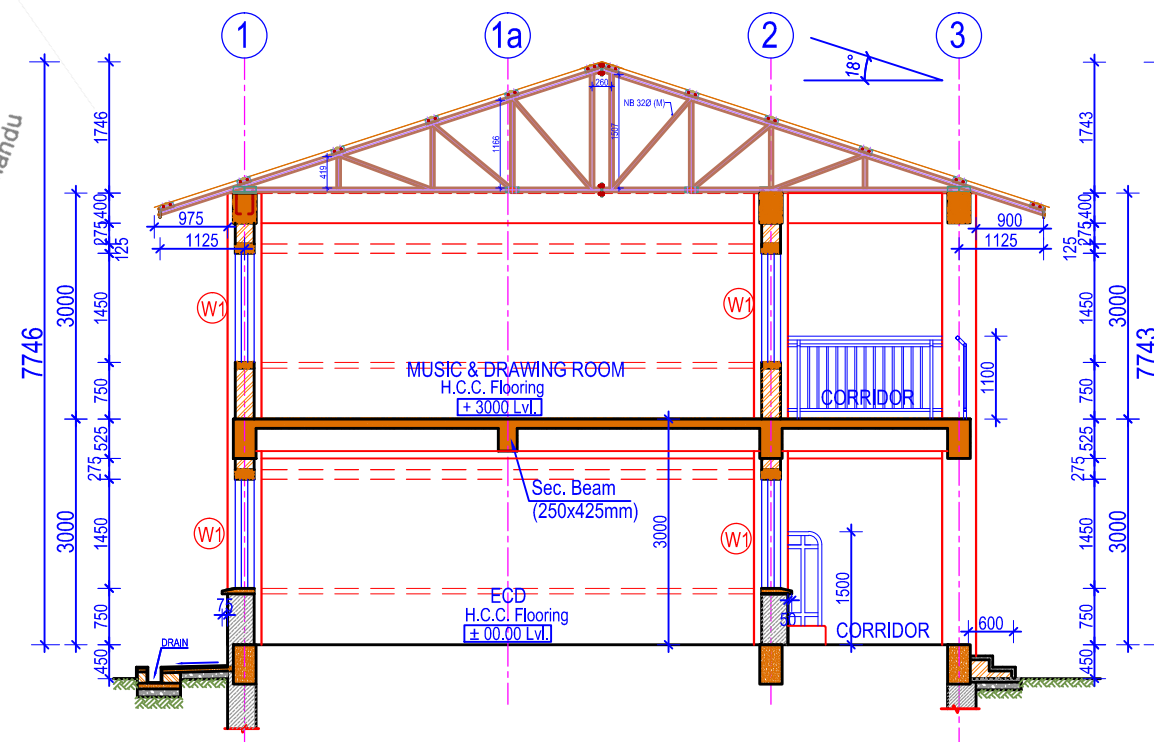 1
1a
2
3
18°
260
NB 32Ø (M)
1746
1166
1507
1743
419
975
900
1125
1125
400
275
125
400
275
125
W1
W1
3000
1450
1450
3000
7746
7743
MUSIC & DRAWING ROOM
H.C.C. Flooring
+ 3000 Lvl.
1100
CORRIDOR
750
750
525
275
525
275
Sec. Beam
(250x425mm)
W1
W1
3000
1450
3000
1500
1450
3000
ECD
H.C.C. Flooring
± 00.00 Lvl.
75
50
CORRIDOR
600
750
750
DRAIN
450
450